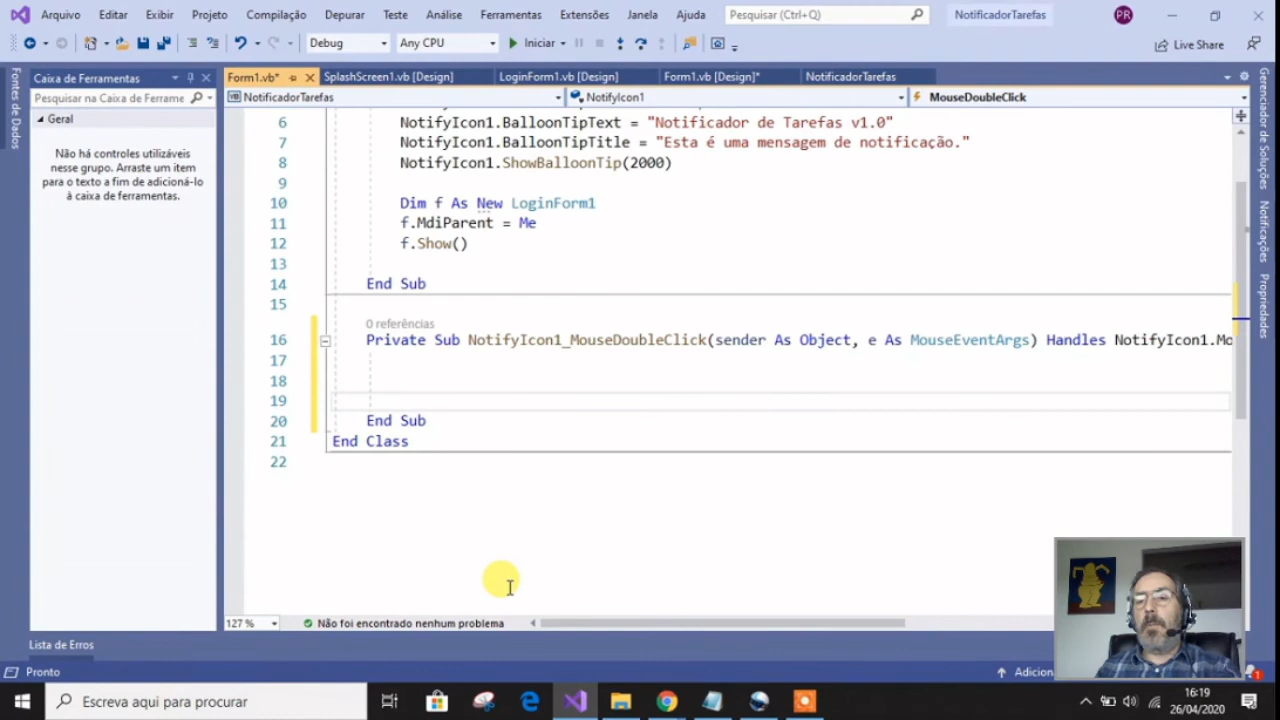 Arquivo Editar Exibir Projeto Compilação Depurar Teste Análise Ferramentas Extensões Janela Ajuda Pesquisar (Ctrl+Q) NotificadorTarefas PR
Debug Any CPU Iniciar Live Share
Fontes de Dados
Caixa de Ferramentas
Pesquisar na Caixa de Ferrame
Geral
Não há controles utilizáveis
nesse grupo. Arraste um item
para o texto a fim de adicioná-lo
à caixa de ferramentas.
Form1.vb* SplashScreen1.vb [Design] LoginForm1.vb [Design] Form1.vb [Design]* NotificadorTarefas
NotificadorTarefas NotifyIcon1 MouseDoubleClick
6 NotifyIcon1.BalloonTipText = "Notificador de Tarefas v1.0"
7 NotifyIcon1.BalloonTipTitle = "Esta é uma mensagem de notificação."
8 NotifyIcon1.ShowBalloonTip(2000)
9
10 Dim f As New LoginForm1
11 f.MdiParent = Me
12 f.Show()
13
14 End Sub
15
0 referências
16 Private Sub NotifyIcon1_MouseDoubleClick(sender As Object, e As MouseEventArgs) Handles NotifyIcon1.Mo
17
18
19
20 End Sub
21 End Class
22
127 % Não foi encontrado nenhum problema
Gerenciador de Soluções
Notificações
Propriedades
Lista de Erros
Pronto Adicion
1
Escreva aqui para procurar
16:19
26/04/2020